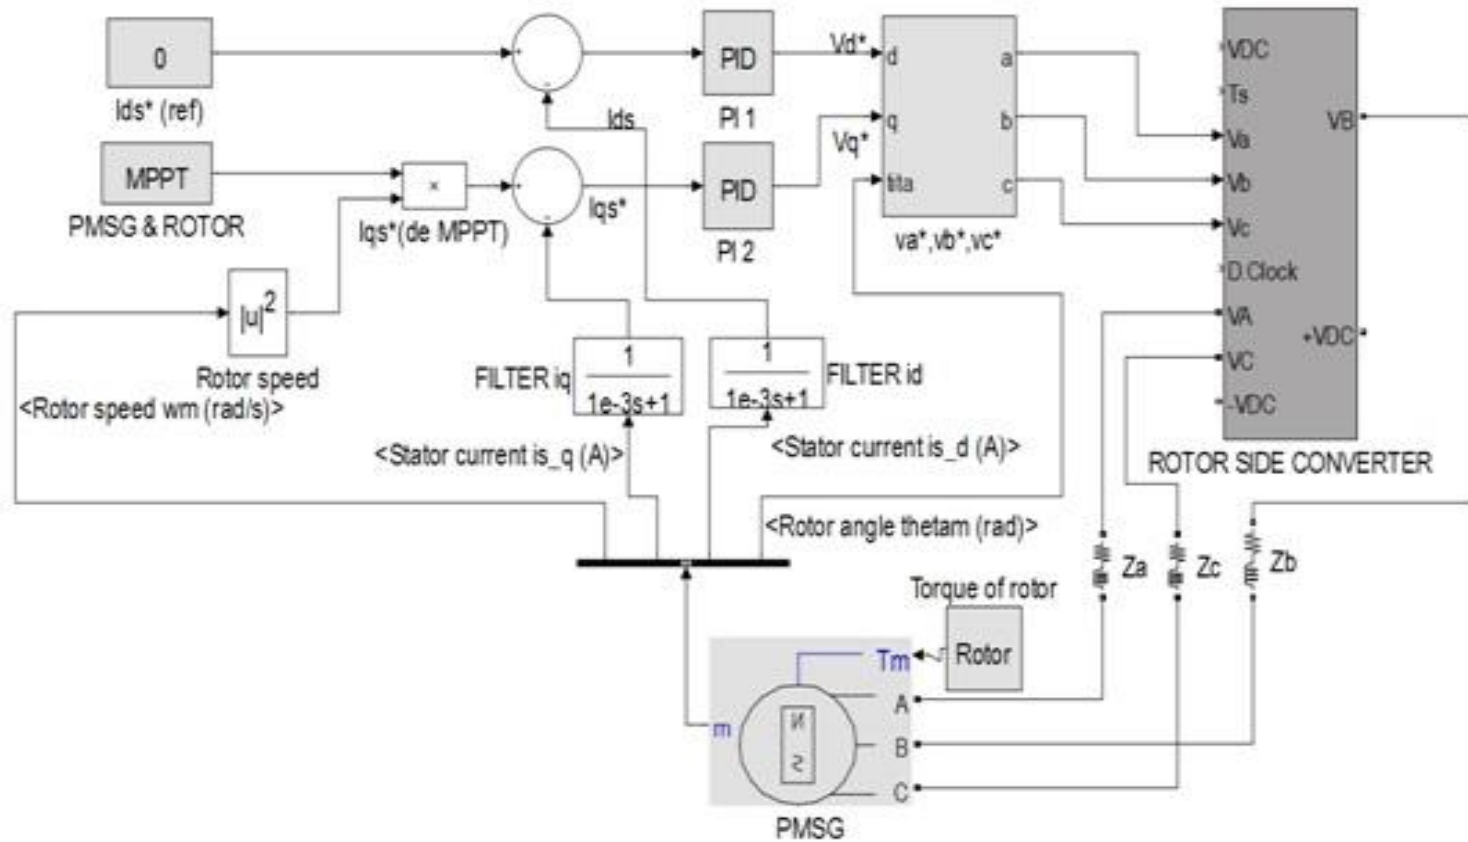 0
Ids* (ref)
MPPT
PMSG & ROTOR
×
Iqs*(de MPPT)
|u|2
Rotor speed
<Rotor speed wm (rad/s)>
Ids
Iqs*
PID
PI 1
PID
PI 2
Vd*
Vq*
d
q
tita
a
b
c
va*,vb*,vc*
VDC
Ts
Va
Vb
Vc
D.Clock
VA
VC
-VDC
VB
+VDC
ROTOR SIDE CONVERTER
FILTER iq
1
1e-3s+1
1
1e-3s+1
FILTER id
<Stator current is_q (A)>
<Stator current is_d (A)>
<Rotor angle thetam (rad)>
Za
Zc
Zb
Torque of rotor
Rotor
Tm
m
A
B
C
N
S
PMSG